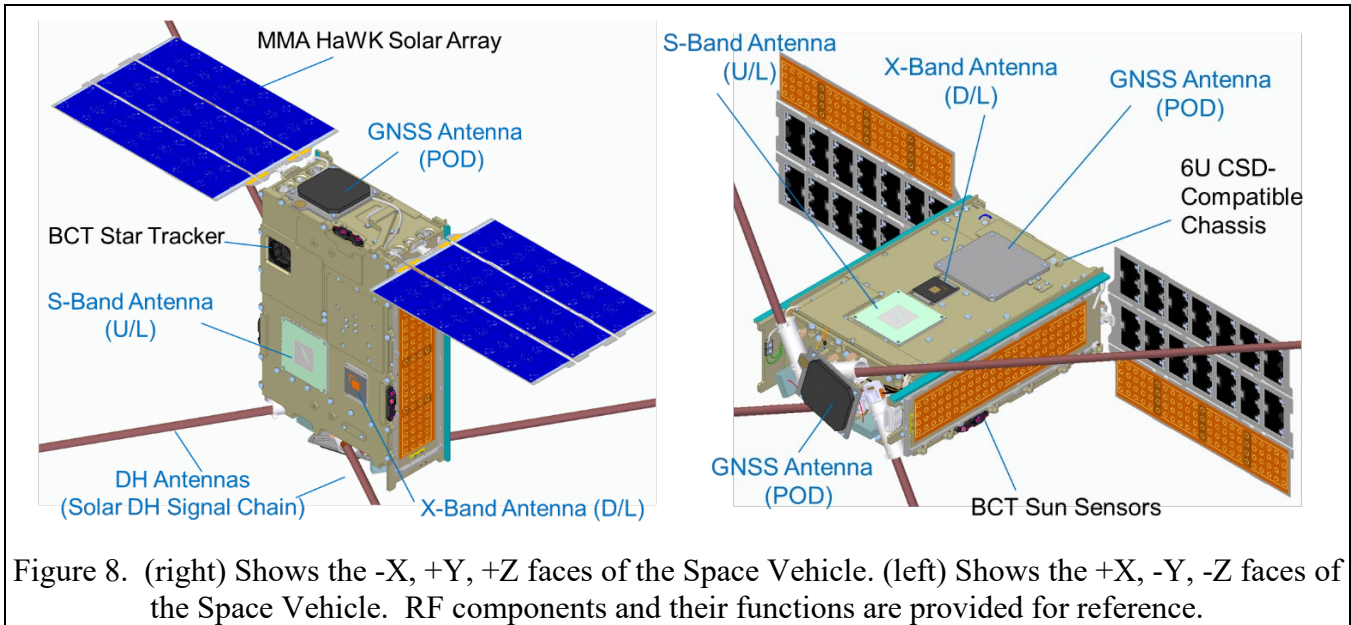 MMA HaWK Solar Array
GNSS Antenna
(POD)
BCT Star Tracker
S-Band Antenna
(U/L)
DH Antennas
(Solar DH Signal Chain)
X-Band Antenna (D/L)
S-Band Antenna
(U/L)
X-Band Antenna
(D/L)
GNSS Antenna
(POD)
6U CSD-
Compatible
Chassis
GNSS Antenna
(POD)
BCT Sun Sensors
Figure 8.  (right) Shows the -X, +Y, +Z faces of the Space Vehicle. (left) Shows the +X, -Y, -Z faces of
the Space Vehicle.  RF components and their functions are provided for reference.